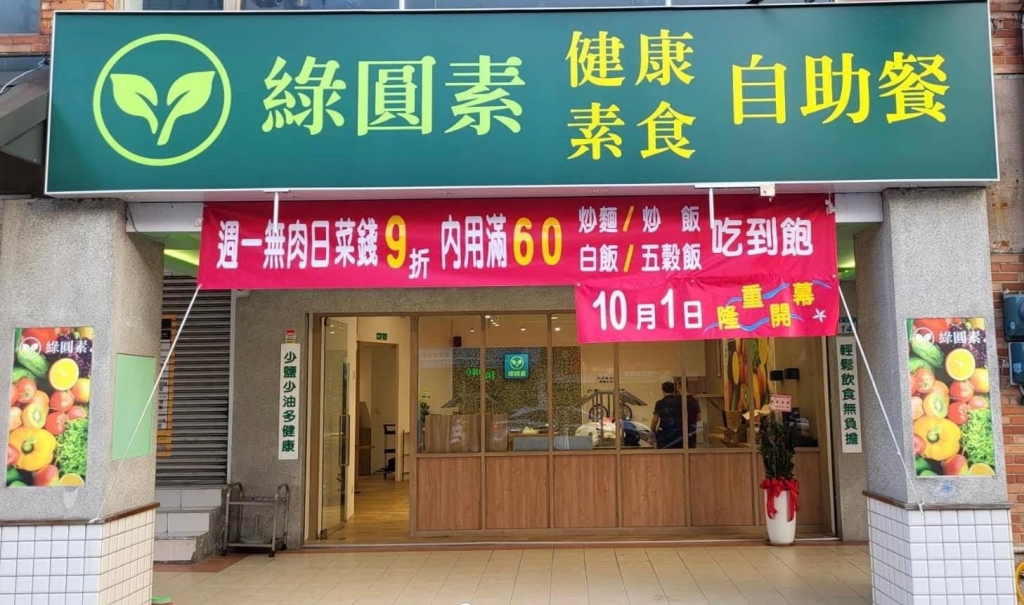 綠圓素
健康
素食
自助餐
週一無肉日菜錢9折 內用滿60
炒麵/炒 飯
白飯/五穀飯
吃到飽
10月1日
重 幕
隆 開
綠圓素
少鹽少油多健康
綠圓素
輕鬆飲食無負擔
綠圓素